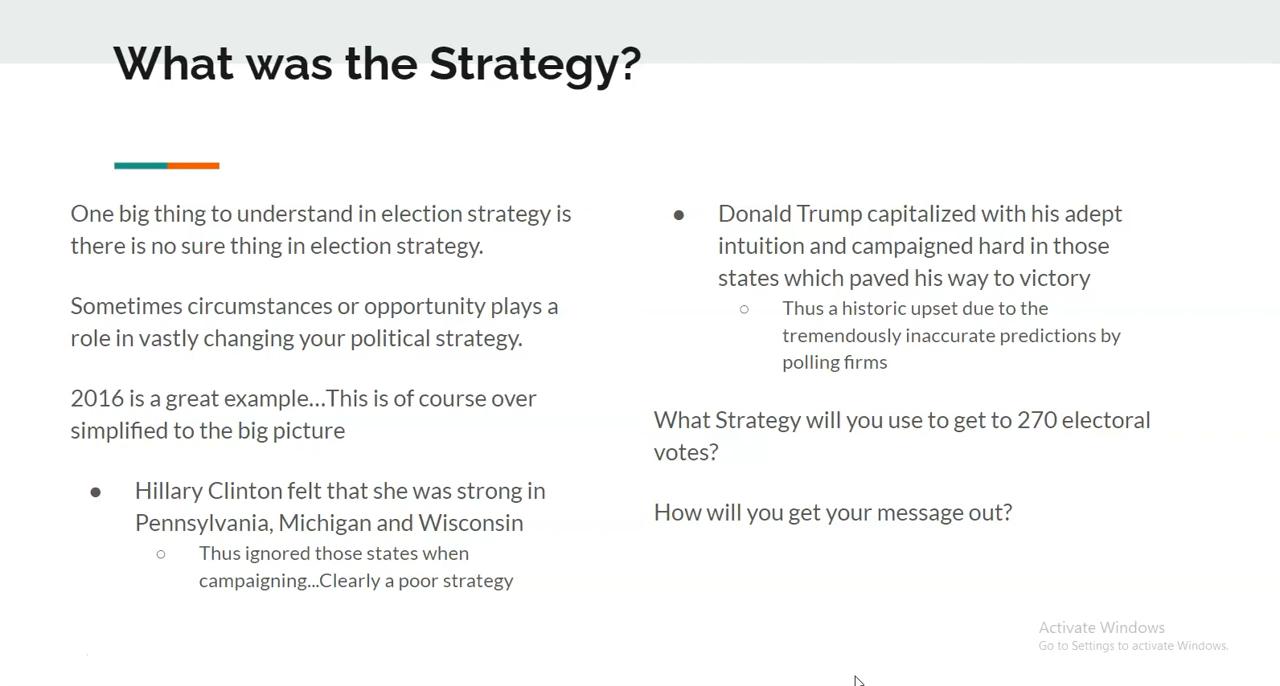 What was the Strategy?
One big thing to understand in election strategy is
there is no sure thing in election strategy.
Sometimes circumstances or opportunity plays a
role in vastly changing your political strategy.
2016 is a great example...This is of course over
simplified to the big picture
● Hillary Clinton felt that she was strong in
Pennsylvania, Michigan and Wisconsin
○ Thus ignored those states when
campaigning...Clearly a poor strategy
● Donald Trump capitalized with his adept
intuition and campaigned hard in those
states which paved his way to victory
○ Thus a historic upset due to the
tremendously inaccurate predictions by
polling firms
What Strategy will you use to get to 270 electoral
votes?
How will you get your message out?
Activate Windows
Go to Settings to activate Windows.